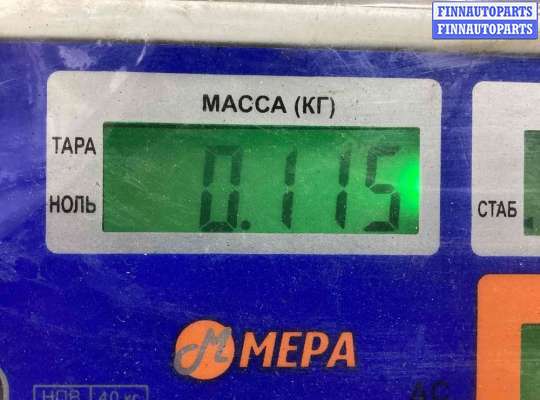 FINNAUTOPARTS
FINNAUTOPARTS
МАССА (КГ)
ТАРА
0.115
НОЛЬ
СТАБ
М МЕРА